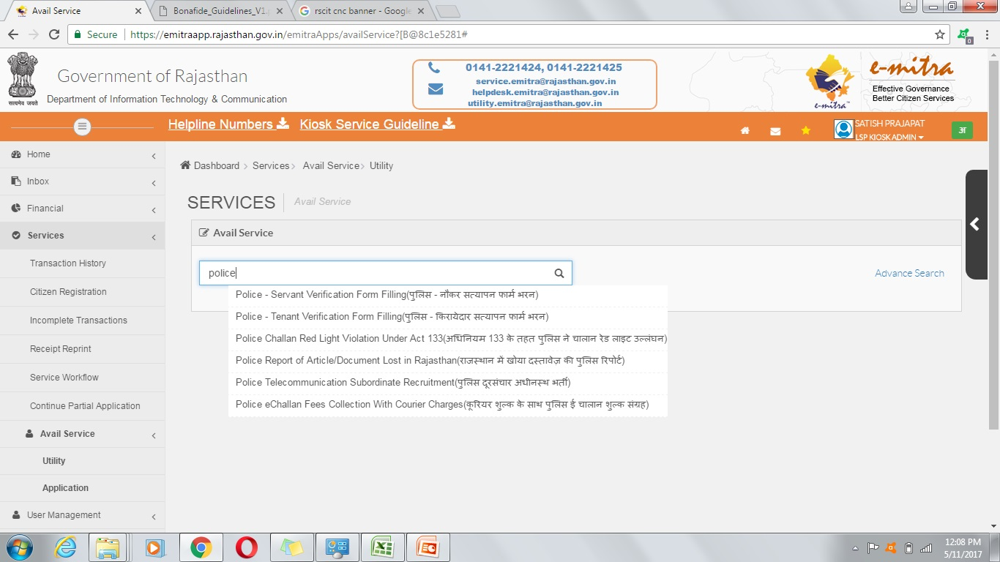 Avail Service
Bonafide_Guidelines_V1.
rscit cnc banner - Google
Secure
https://emitraapp.rajasthan.gov.in/emitraApps/availService?[B@8c1e5281#
0
सत्यमेव जयते
Government of Rajasthan
Department of Information Technology & Communication
0141-2221424, 0141-2221425
service.emitra@rajasthan.gov.in
helpdesk.emitra@rajasthan.gov.in
utility.emitra@rajasthan.gov.in
e-mitra™
e-mitra
Effective Governance
Better Citizen Services
Helpline Numbers
Kiosk Service Guideline
SATISH PRAJAPAT
LSP KIOSK ADMIN
अ
Home
Inbox
Financial
Services
Transaction History
Citizen Registration
Incomplete Transactions
Receipt Reprint
Service Workflow
Continue Partial Application
Avail Service
Utility
Application
User Management
Dashboard > Services > Avail Service > Utility
SERVICES
Avail Service
Avail Service
police
Advance Search
Police - Servant Verification Form Filling(पुलिस - नौकर सत्यापन फार्म भरन)
Police - Tenant Verification Form Filling(पुलिस - किरायेदार सत्यापन फार्म भरन)
Police Challan Red Light Violation Under Act 133(अधिनियम 133 के तहत पुलिस ने चालान रेड लाइट उल्लंघन)
Police Report of Article/Document Lost in Rajasthan(राजस्थान में खोया दस्तावेज़ की पुलिस रिपोर्ट)
Police Telecommunication Subordinate Recruitment(पुलिस दूरसंचार अधीनस्थ भर्ती)
Police eChallan Fees Collection With Courier Charges(कूरियर शुल्क के साथ पुलिस ई चालान शुल्क संग्रह)
12:08 PM
5/11/2017